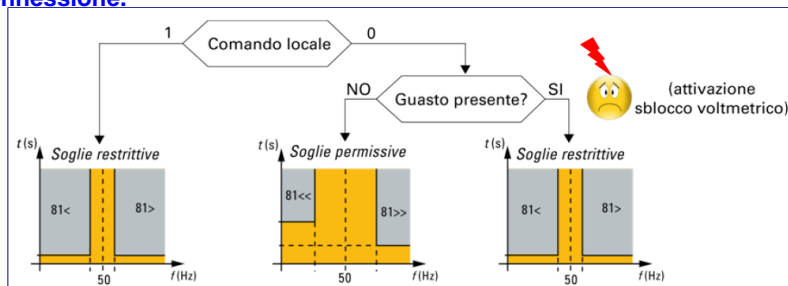 nnessione.
1 Comando locale 0
NO Guasto presente? SI
(attivazione
sblocco voltmetrico)
t(s) Soglie restrittive
81< 81>
50 f(Hz)
t(s) Soglie permissive
81<< 81>>
50 f(Hz)
t(s) Soglie restrittive
81< 81>
50 f(Hz)